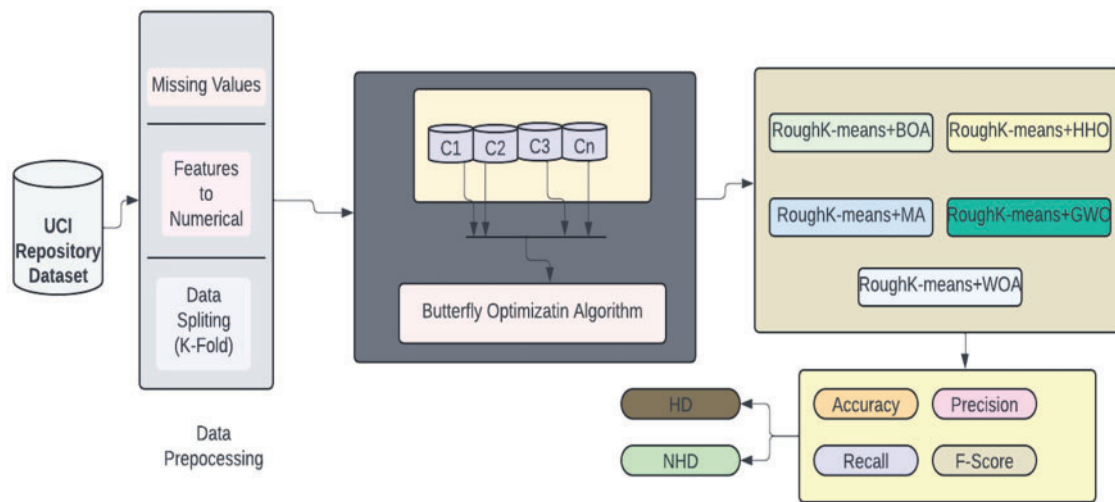 UCI
Repository
Dataset
Missing Values
Features
to
Numerical
Data
Spliting
(K-Fold)
Data
Prepocessing
C1
C2
C3
Cn
Butterfly Optimizatin Algorithm
RoughK-means+BOA
RoughK-means+HHO
RoughK-means+MA
RoughK-means+GWO
RoughK-means+WOA
HD
NHD
Accuracy
Precision
Recall
F-Score